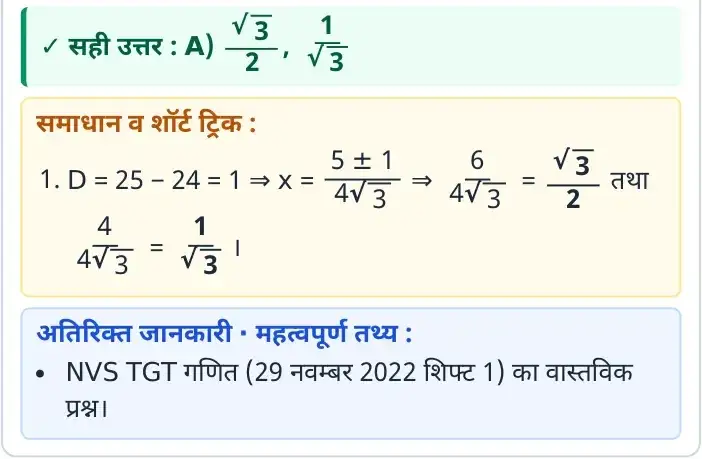 ✓ सही उत्तर : A) √3/2, 1/√3
समाधान व शॉर्ट ट्रिक :
1. D = 25 − 24 = 1 ⇒ x = (5 ± 1)/(4√3) ⇒ 6/(4√3) = √3/2 तथा
4/(4√3) = 1/√3 ।
अतिरिक्त जानकारी · महत्वपूर्ण तथ्य :
• NVS TGT गणित (29 नवम्बर 2022 शिफ्ट 1) का वास्तविक
प्रश्न।